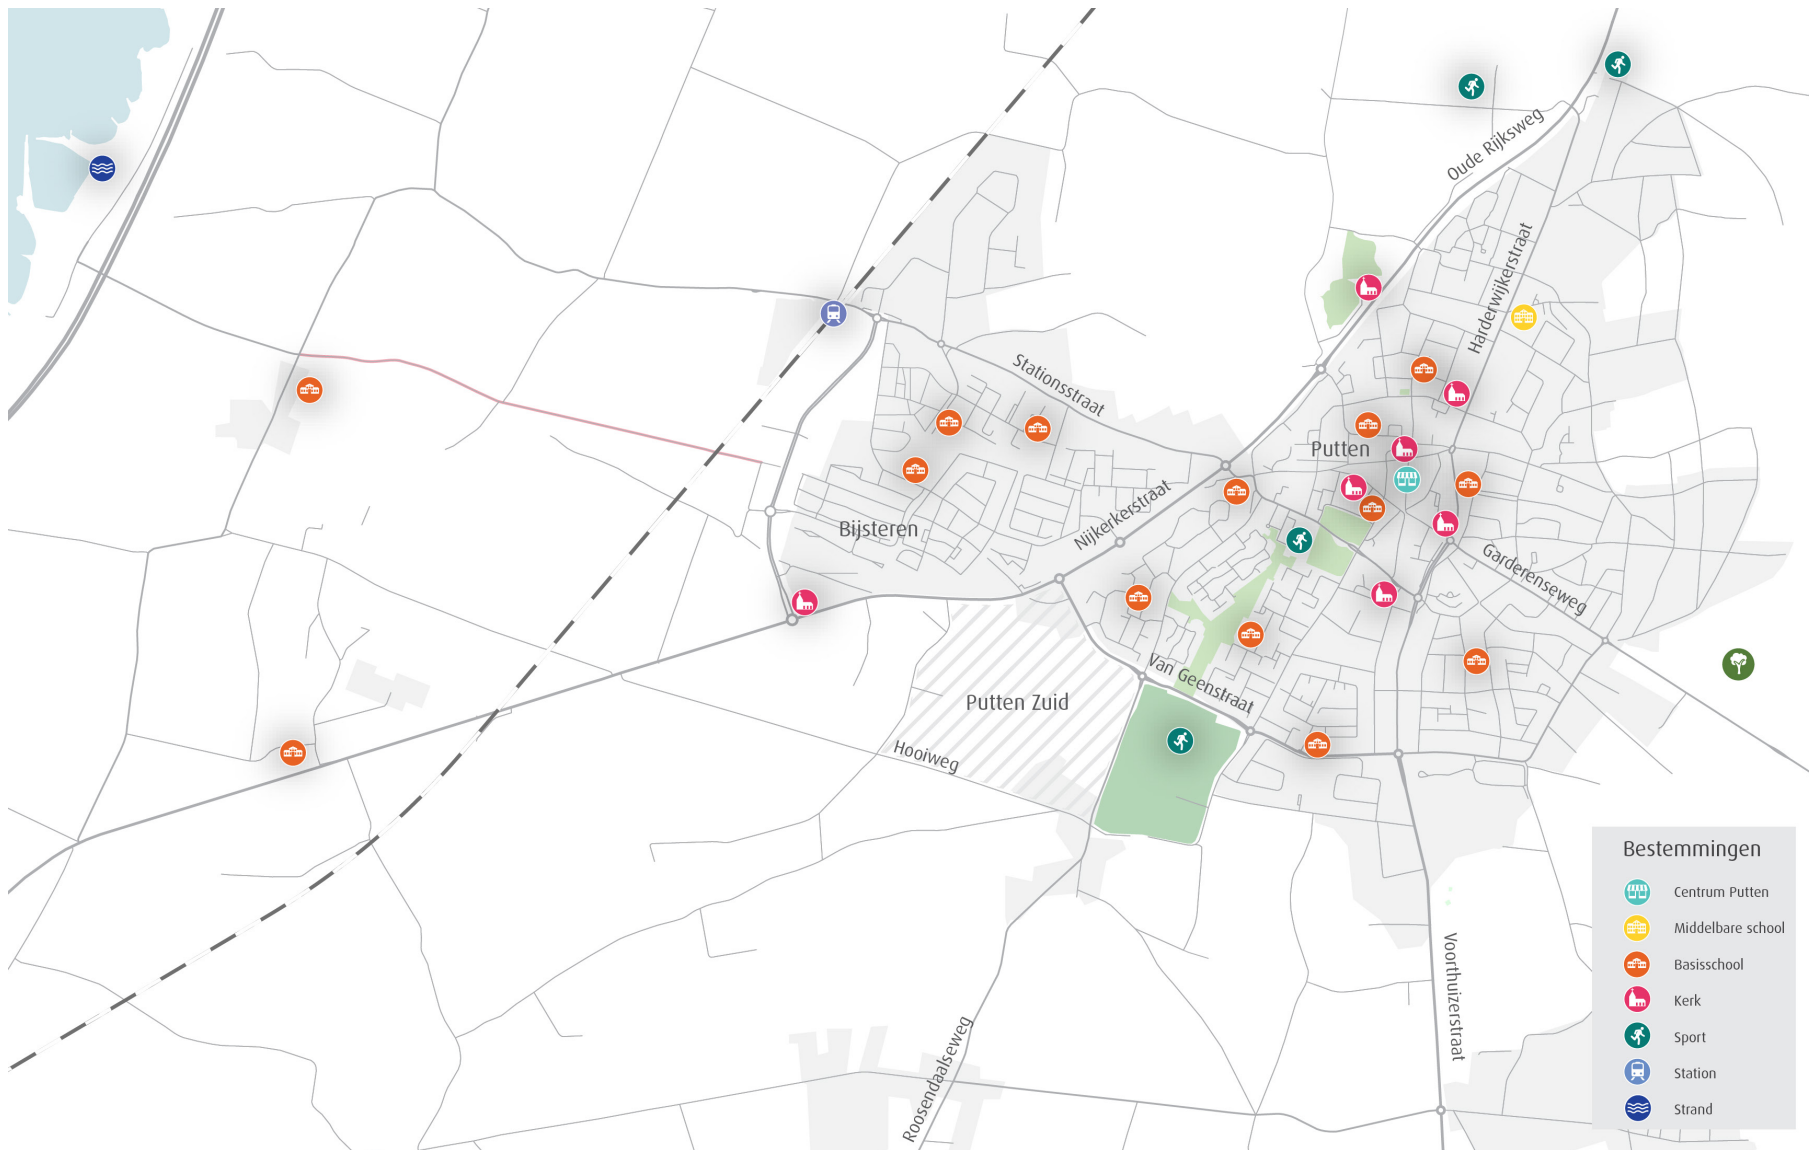 Oude Rijksweg
Harderwijkerstraat
Stationsstraat
Putten
Nijkerkerstraat
Bijsteren
Garderenseweg
Van Geenstraat
Putten Zuid
Hooiweg
Voorthuizerstraat
Roosendaalseweg
Bestemmingen
Centrum Putten
Middelbare school
Basisschool
Kerk
Sport
Station
Strand